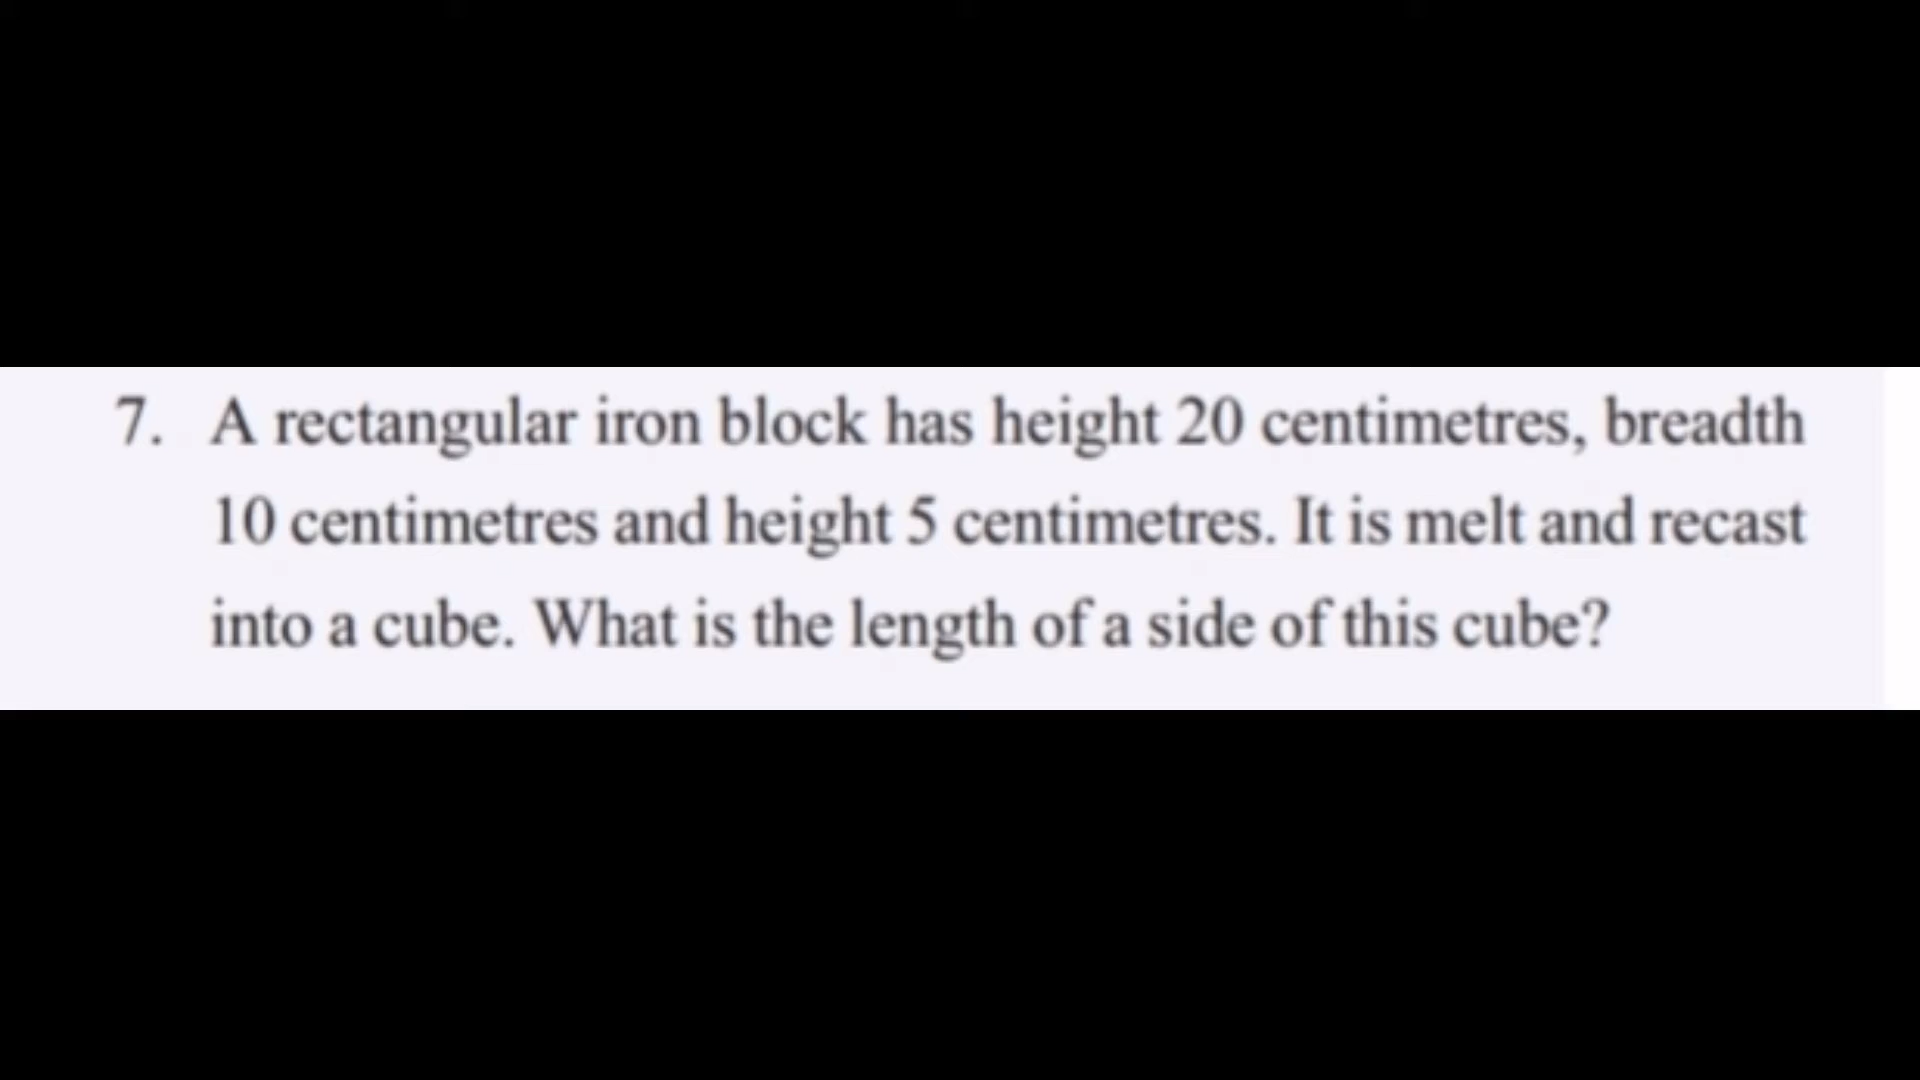 7. A rectangular iron block has height 20 centimetres, breadth
10 centimetres and height 5 centimetres. It is melt and recast
into a cube. What is the length of a side of this cube?